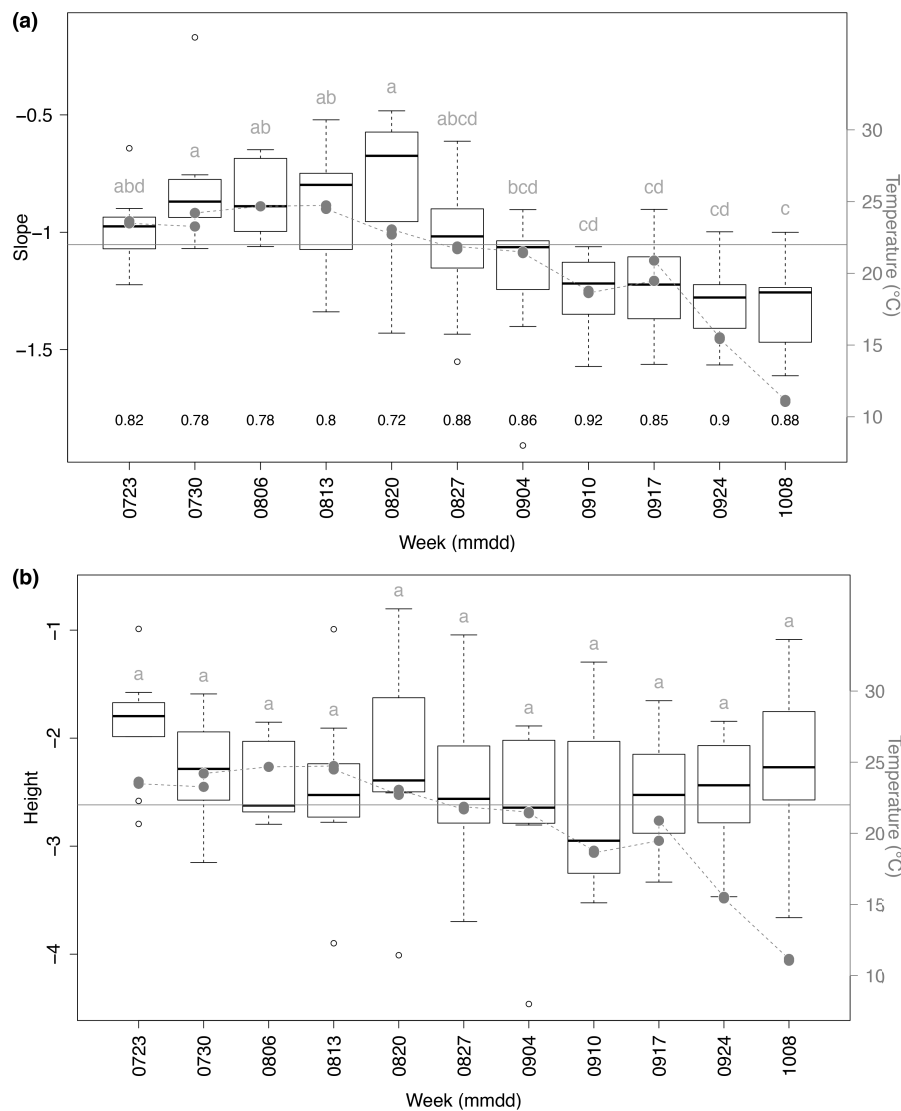 (a)
−0.5
−1
−1.5
Slope
abd
a
ab
ab
a
abcd
bcd
cd
cd
cd
c
30
25
20
15
10
Temperature (°C)
0.82 0.78 0.78 0.8 0.72 0.88 0.86 0.92 0.85 0.9 0.88
0723 0730 0806 0813 0820 0827 0904 0910 0917 0924 1008
Week (mmdd)
(b)
−1
−2
−3
−4
Height
a a a a a a a a a a a
30
25
20
15
10
Temperature (°C)
0723 0730 0806 0813 0820 0827 0904 0910 0917 0924 1008
Week (mmdd)